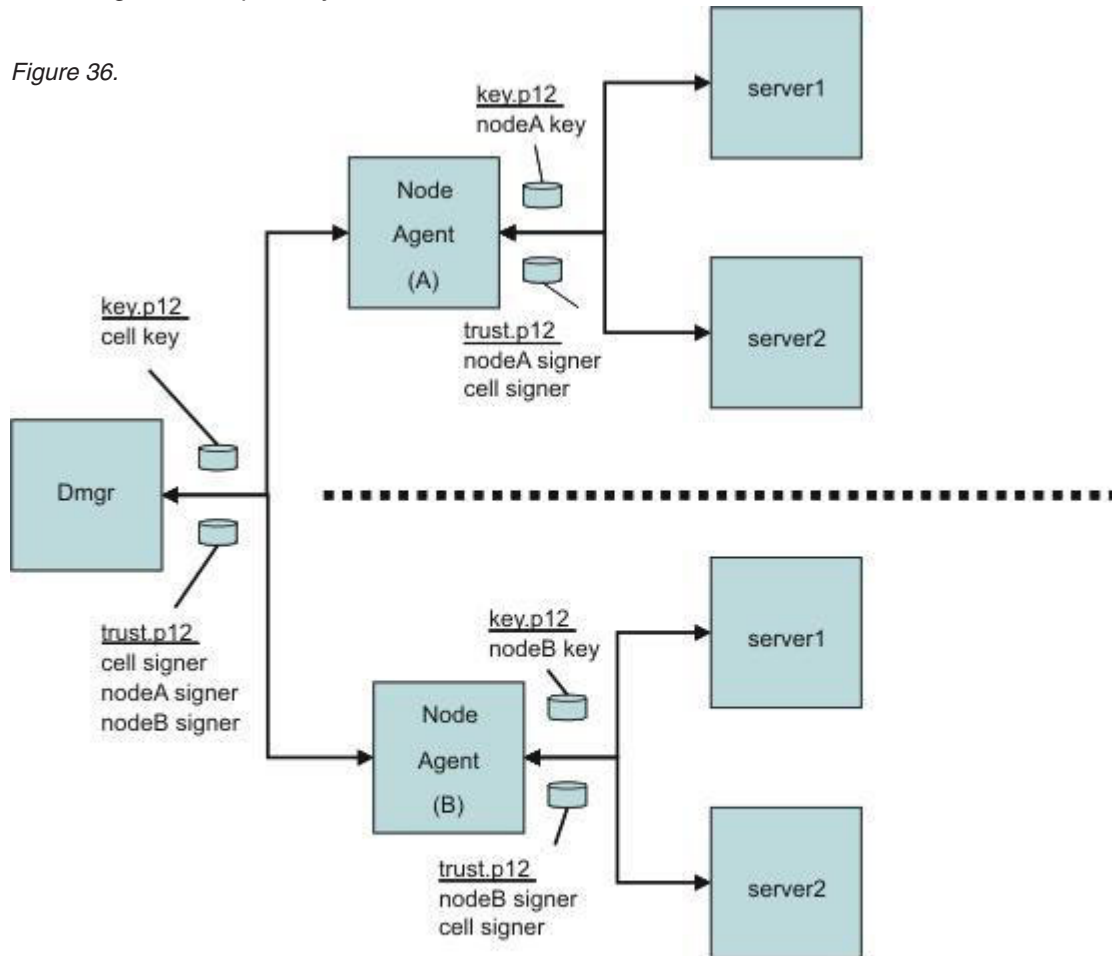 Figure 36.
server1
key.p12
nodeA key
Node
Agent
(A)
trust.p12
nodeA signer
cell signer
server2
key.p12
cell key
Dmgr
trust.p12
cell signer
nodeA signer
nodeB signer
key.p12
nodeB key
server1
Node
Agent
(B)
trust.p12
nodeB signer
cell signer
server2